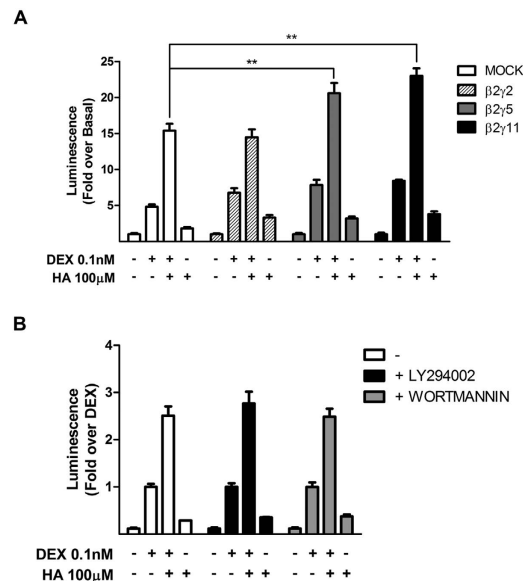 A
**
**
25
20
15
10
5
0
Luminescence
(Fold over Basal)
MOCK
β2γ2
β2γ5
β2γ11
DEX 0.1nM - + + - - + + - - + + - - + + -
HA 100μM - - + + - - + + - - + + - - + +
B
4
3
2
1
Luminescence
(Fold over DEX)
-
+ LY294002
+ WORTMANNIN
DEX 0.1nM - + + - - + + - - + + -
HA 100μM - - + + - - + + - - + +